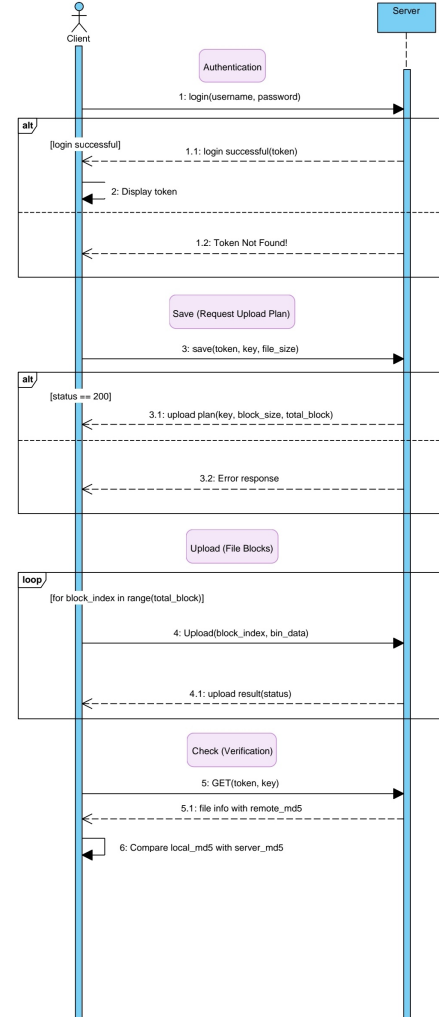 Client
Server
Authentication
1: login(username, password)
alt
[login successful]
1.1: login successful(token)
2: Display token
1.2: Token Not Found!
Save (Request Upload Plan)
3: save(token, key, file_size)
alt
[status == 200]
3.1: upload plan(key, block_size, total_block)
3.2: Error response
Upload (File Blocks)
loop
[for block_index in range(total_block)]
4: Upload(block_index, bin_data)
4.1: upload result(status)
Check (Verification)
5: GET(token, key)
5.1: file info with remote_md5
6: Compare local_md5 with server_md5